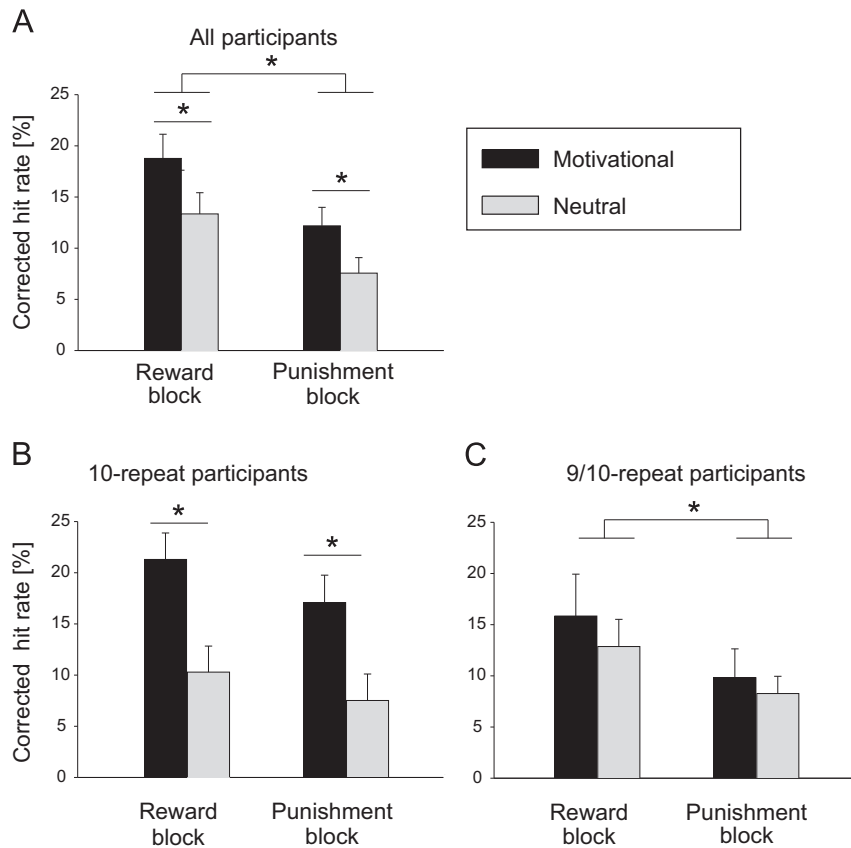 A
All participants
*
*
*
Corrected hit rate [%]
25
20
15
10
5
0
Reward
block
Punishment
block
Motivational
Neutral
B
10-repeat participants
*
*
Corrected hit rate [%]
25
20
15
10
5
0
Reward
block
Punishment
block
C
9/10-repeat participants
*
25
20
15
10
5
0
Reward
block
Punishment
block